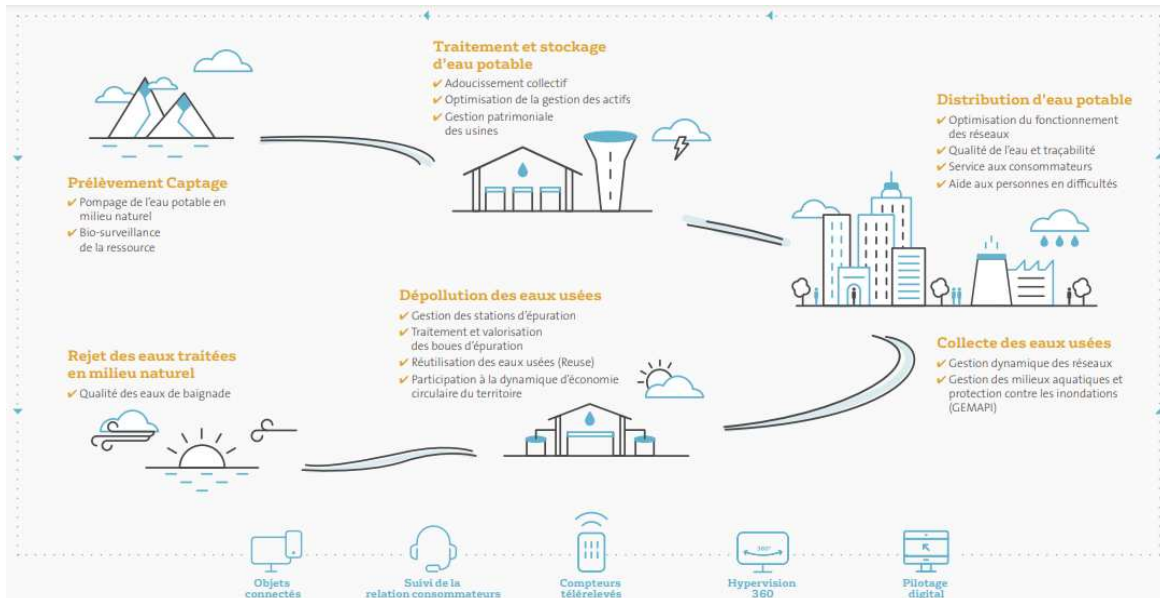 Traitement et stockage
d'eau potable
✔ Adoucissement collectif
✔ Optimisation de la gestion des actifs
✔ Gestion patrimoniale
des usines
Distribution d'eau potable
✔ Optimisation du fonctionnement
des réseaux
✔ Qualité de l'eau et traçabilité
✔ Service aux consommateurs
✔ Aide aux personnes en difficultés
Prélèvement Captage
✔ Pompage de l'eau potable en
milieu naturel
✔ Bio-surveillance
de la ressource
Dépollution des eaux usées
✔ Gestion des stations d'épuration
✔ Traitement et valorisation
des boues d'épuration
✔ Réutilisation des eaux usées (Reuse)
✔ Participation à la dynamique d'économie
circulaire du territoire
Collecte des eaux usées
✔ Gestion dynamique des réseaux
✔ Gestion des milieux aquatiques et
protection contre les inondations
(GEMAPI)
Rejet des eaux traitées
en milieu naturel
✔ Qualité des eaux de baignade
360°
Objets
connectés
Suivi de la
relation consommateurs
Compteurs
télérelevés
Hypervision
360
Pilotage
digital